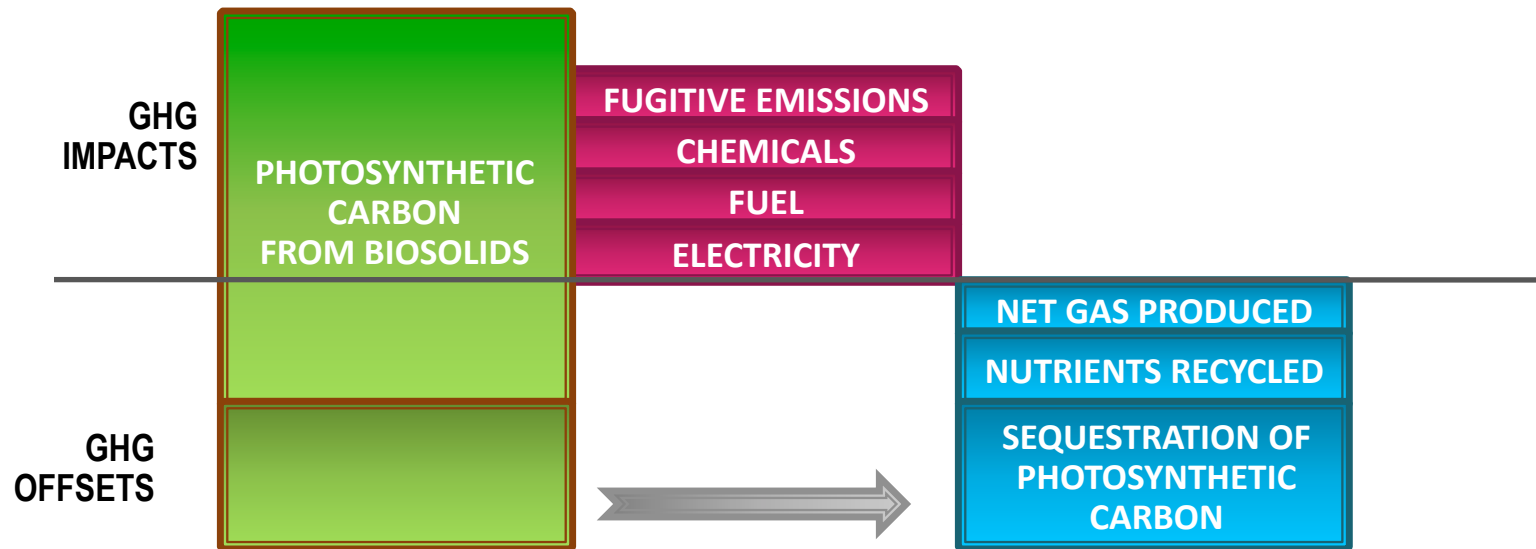 GHG
IMPACTS
PHOTOSYNTHETIC
CARBON
FROM BIOSOLIDS
FUGITIVE EMISSIONS
CHEMICALS
FUEL
ELECTRICITY
NET GAS PRODUCED
NUTRIENTS RECYCLED
GHG
OFFSETS
SEQUESTRATION OF
PHOTOSYNTHETIC
CARBON